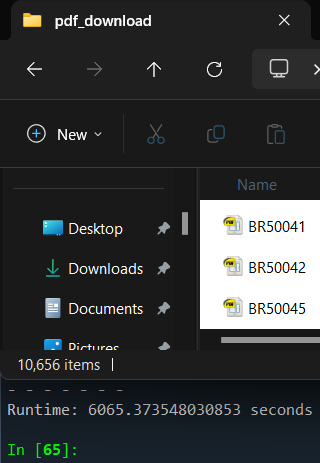 pdf_download
New
Name
Desktop
BR50041
Downloads
BR50042
Documents
BR50045
Pictures
10,656 items
- - - - - - -
Runtime: 6065.373548030853 seconds
In [65]: